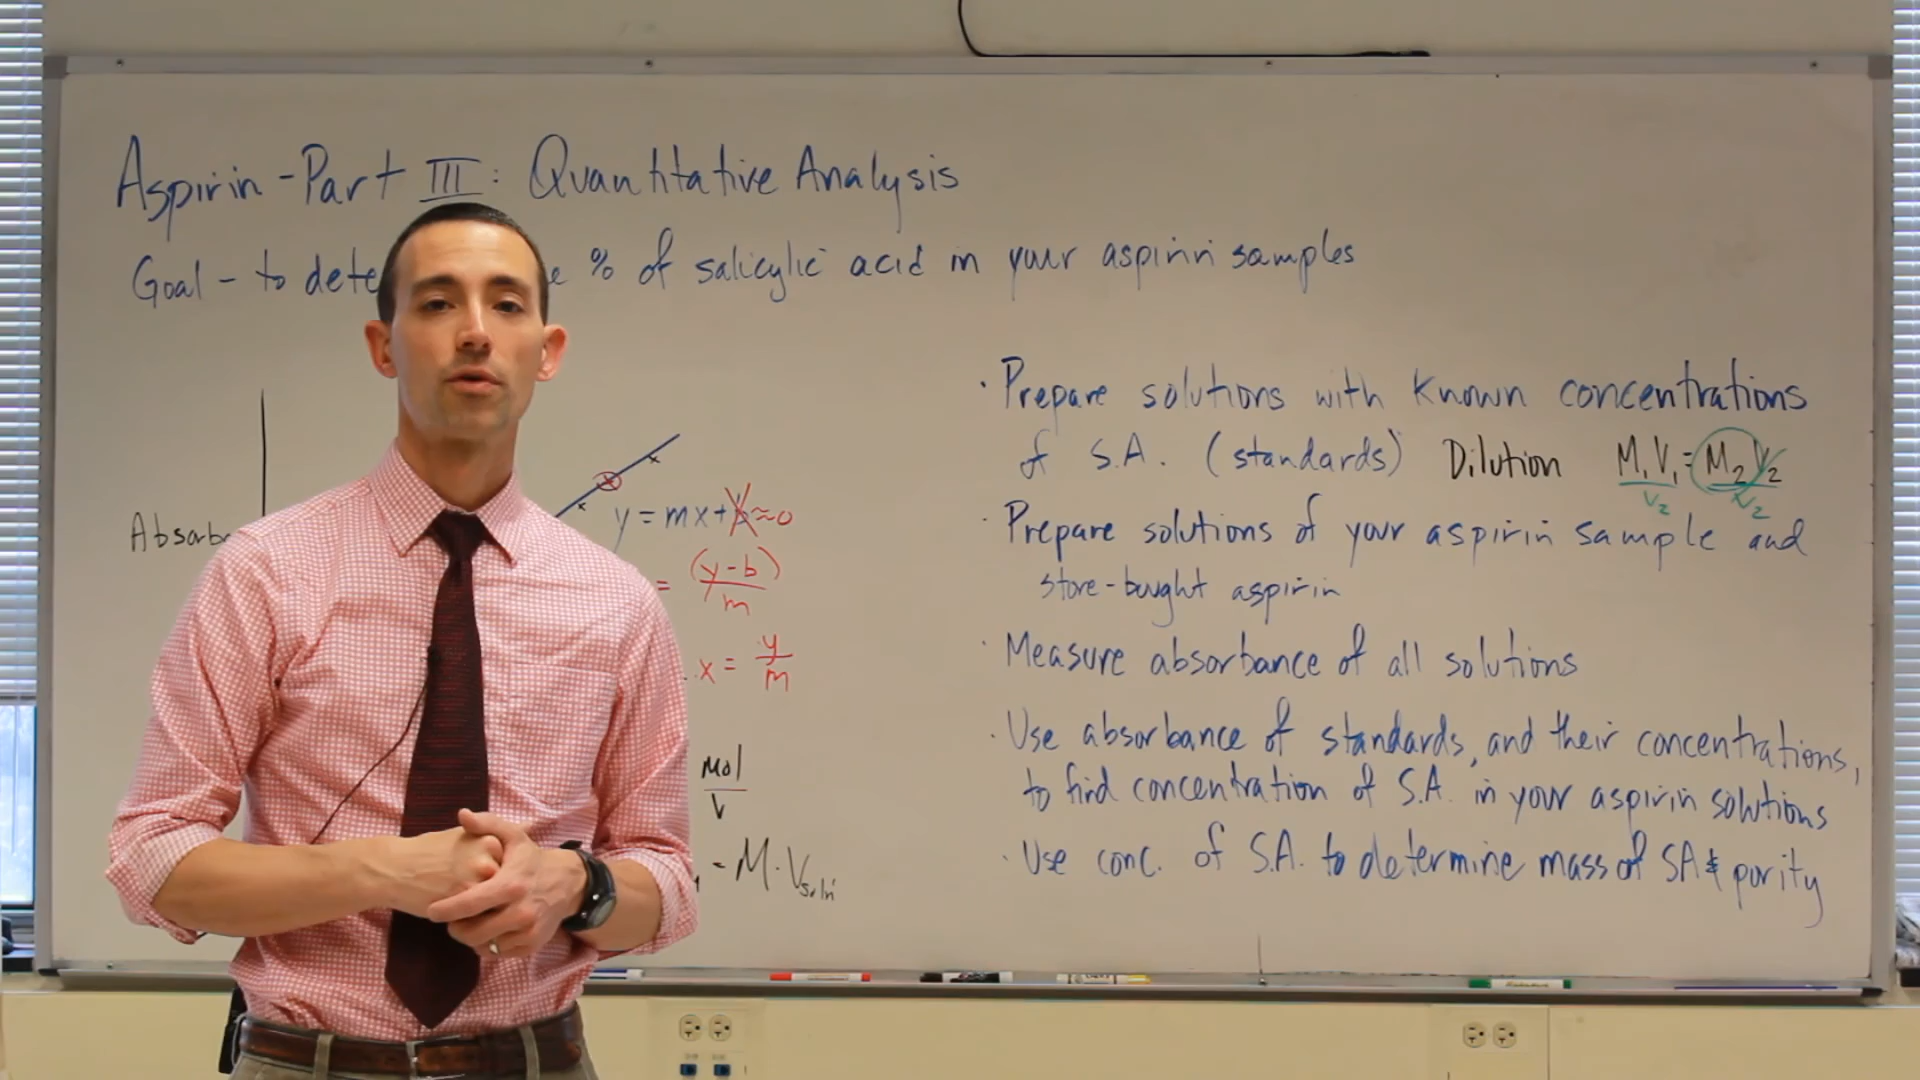 Aspirin - Part III: Quantitative Analysis
Goal - to dete e % of salicylic acid in your aspirin samples
Absorb
y = mx + b ≈ 0
= (y-b)/m
x = y/m
Mol/V
= M · Vsoln
· Prepare solutions with known concentrations
of S.A. (standards) Dilution M₁V₁ = M₂V₂
V₂ V₂
· Prepare solutions of your aspirin sample and
store-bought aspirin
· Measure absorbance of all solutions
· Use absorbance of standards, and their concentrations,
to find concentration of S.A. in your aspirin solutions
· Use conc. of S.A. to determine mass of SA & purity